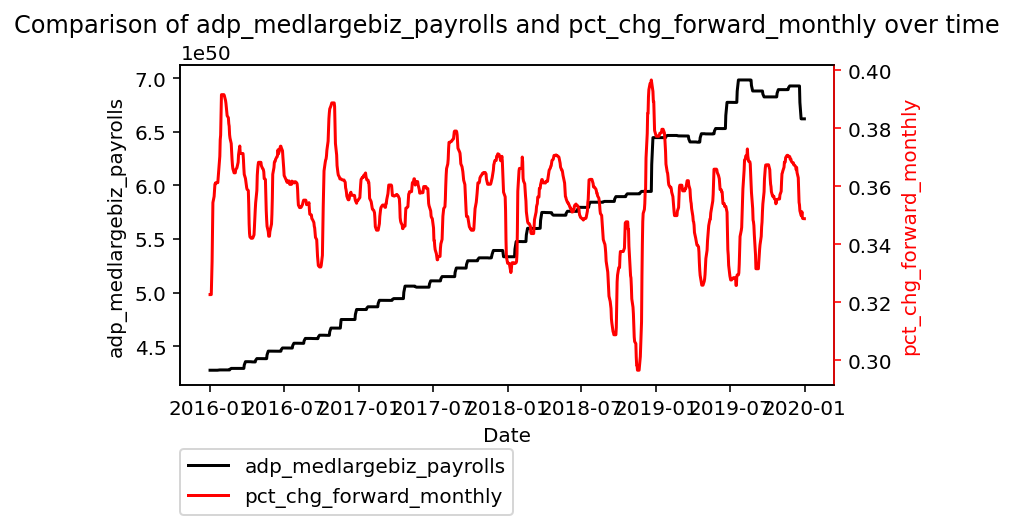 Comparison of adp_medlargebiz_payrolls and pct_chg_forward_monthly over time
1e50
7.0
6.5
6.0
5.5
5.0
4.5
adp_medlargebiz_payrolls
0.40
0.38
0.36
0.34
0.32
0.30
pct_chg_forward_monthly
2016-01 2016-07 2017-01 2017-07 2018-01 2018-07 2019-01 2019-07 2020-01
Date
adp_medlargebiz_payrolls
pct_chg_forward_monthly